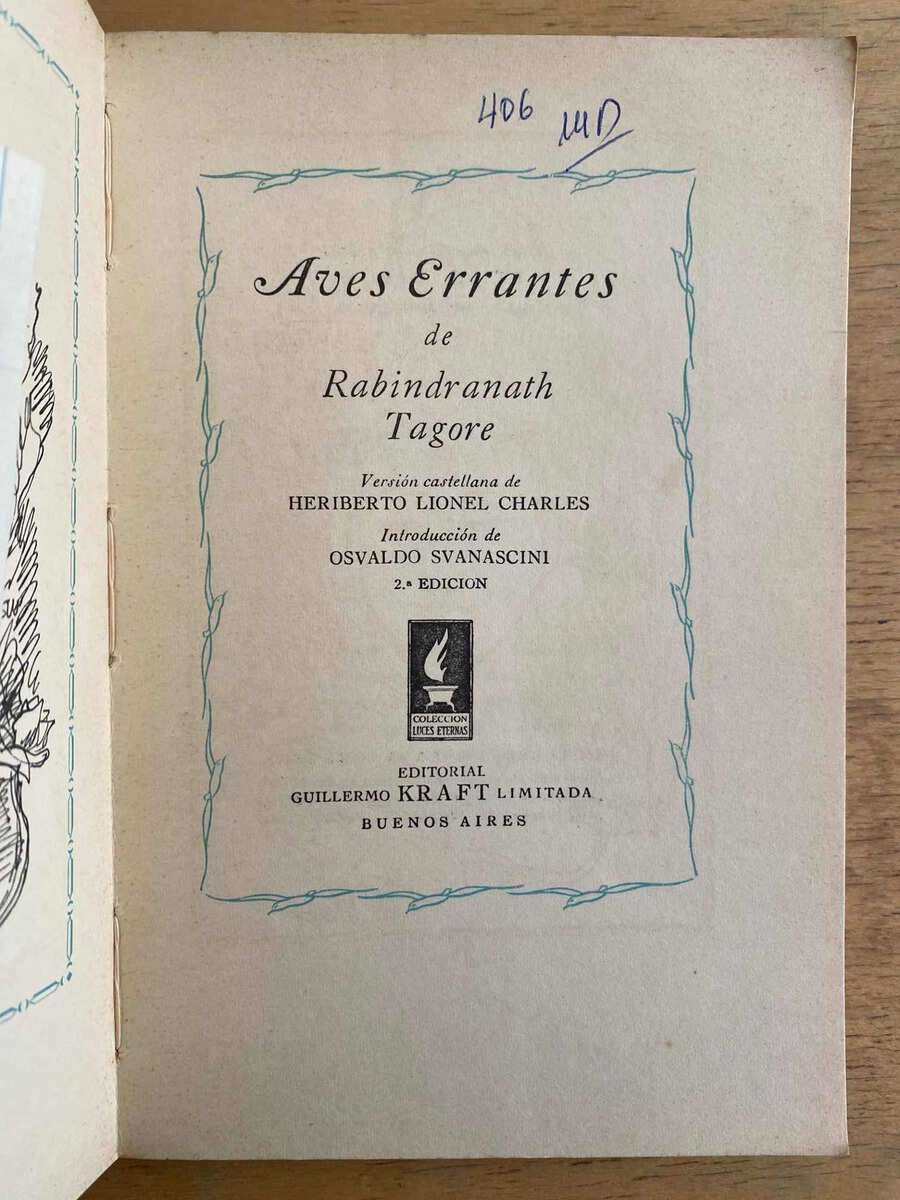 406 MD
Aves Errantes
de
Rabindranath
Tagore
Versión castellana de
HERIBERTO LIONEL CHARLES
Introducción de
OSVALDO SVANASCINI
2.ª EDICION
COLECCION
LUCES ETERNAS
EDITORIAL
GUILLERMO KRAFT LIMITADA
BUENOS AIRES